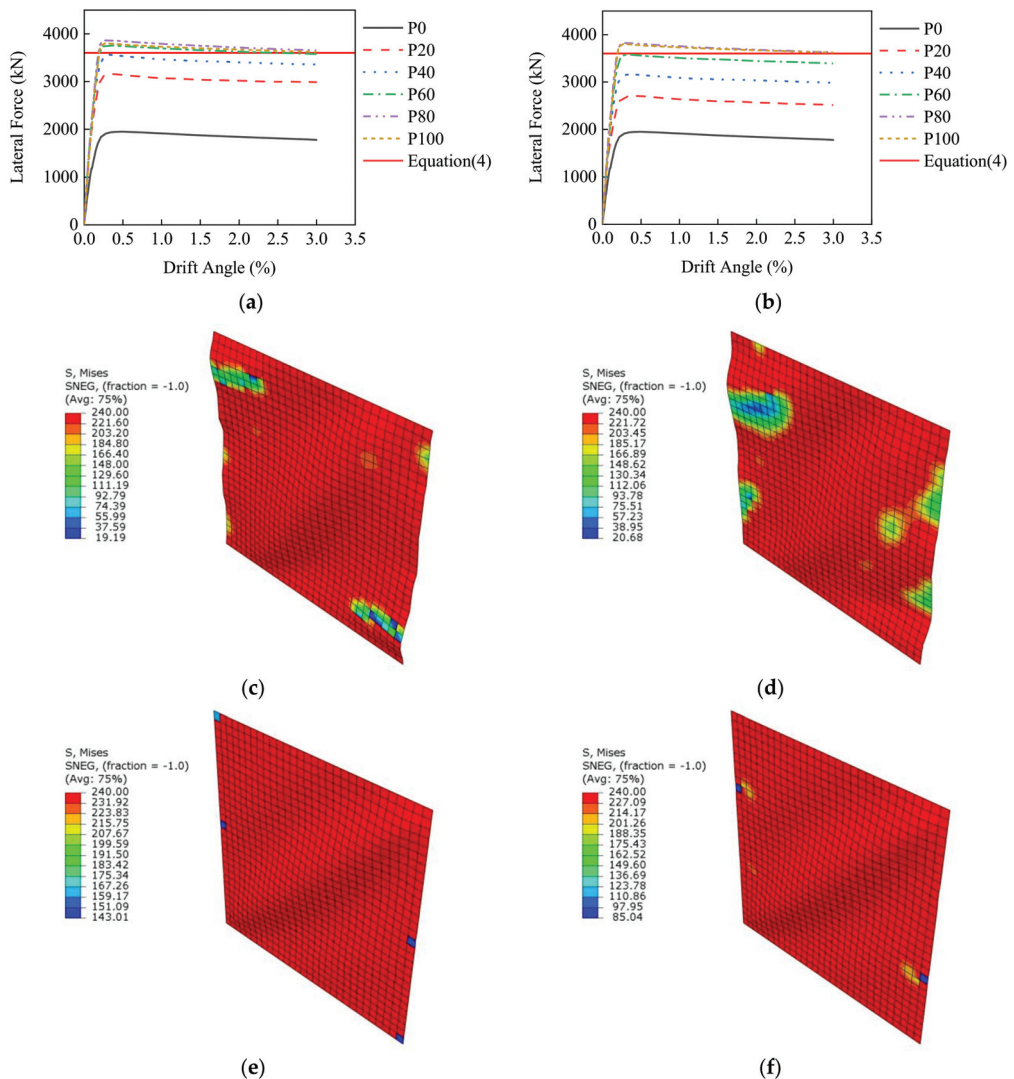 4000
3000
2000
1000
0
0.0 0.5 1.0 1.5 2.0 2.5 3.0 3.5
Lateral Force (kN)
Drift Angle (%)
P0
P20
P40
P60
P80
P100
Equation(4)
(a)
4000
3000
2000
1000
0
0.0 0.5 1.0 1.5 2.0 2.5 3.0 3.5
Lateral Force (kN)
Drift Angle (%)
P0
P20
P40
P60
P80
P100
Equation(4)
(b)
S, Mises
SNEG, (fraction = -1.0)
(Avg: 75%)
240.00
221.60
203.20
184.80
166.40
148.00
129.60
111.19
92.79
74.39
55.99
37.59
19.19
(c)
S, Mises
SNEG, (fraction = -1.0)
(Avg: 75%)
240.00
221.72
203.45
185.17
166.89
148.62
130.34
112.06
93.78
75.51
57.23
38.95
20.68
(d)
S, Mises
SNEG, (fraction = -1.0)
(Avg: 75%)
240.00
231.92
223.83
215.75
207.67
199.59
191.50
183.42
175.34
167.26
159.17
151.09
143.01
(e)
S, Mises
SNEG, (fraction = -1.0)
(Avg: 75%)
240.00
227.09
214.17
201.26
188.35
175.43
162.52
149.60
136.69
123.78
110.86
97.95
85.04
(f)